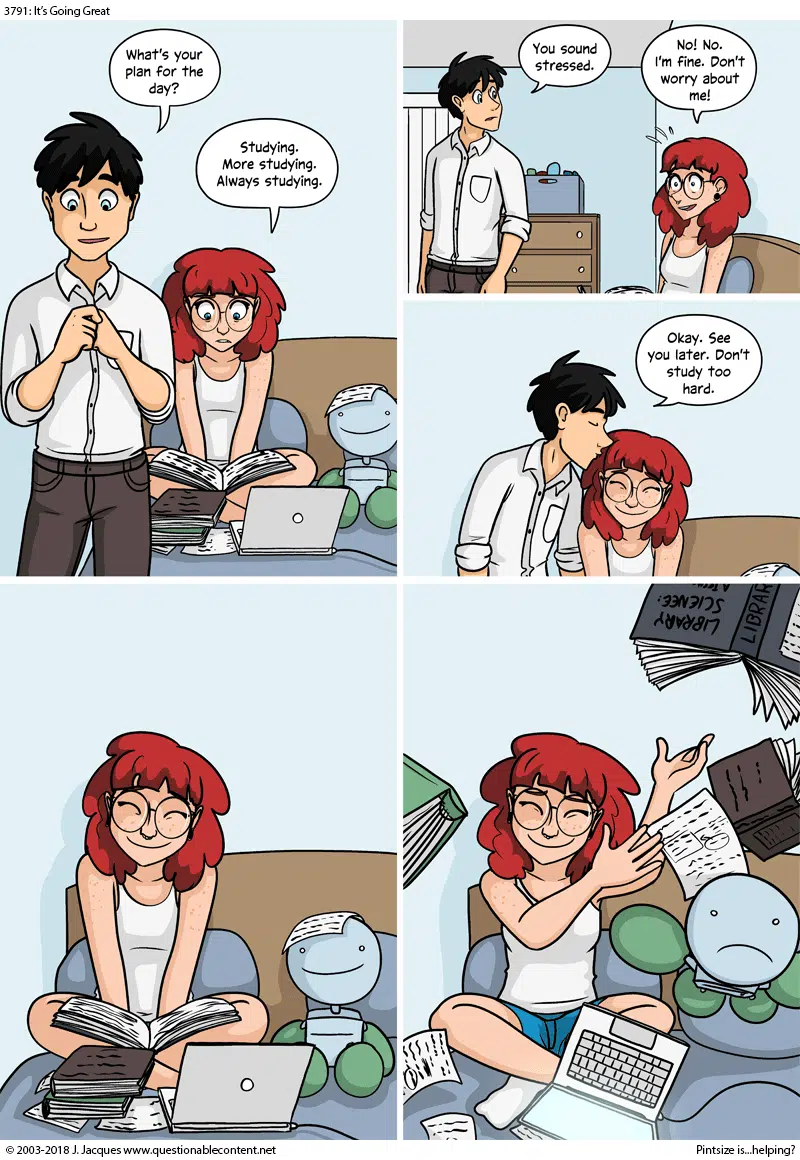 3791: It's Going Great
What's your
plan for the
day?
Studying.
More studying.
Always studying.
You sound
stressed.
No! No.
I'm fine. Don't
worry about
me!
Okay. See
you later. Don't
study too
hard.
LIBRARY
SCIENCE:
LIBRAR
© 2003-2018 J. Jacques www.questionablecontent.net
Pintsize is...helping?